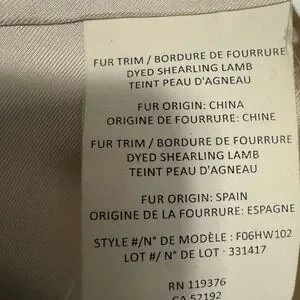 FUR TRIM / BORDURE DE FOURRURE
DYED SHEARLING LAMB
TEINT PEAU D'AGNEAU
FUR ORIGIN: CHINA
ORIGINE DE FOURRURE: CHINE
FUR TRIM / BORDURE DE FOURRURE
DYED SHEARLING LAMB
TEINT PEAU D'AGNEAU
FUR ORIGIN: SPAIN
ORIGINE DE LA FOURRURE: ESPAGNE
STYLE #/N° DE MODÈLE : F06HW102
LOT #/ N° DE LOT : 331417
RN 119376
CA 52192